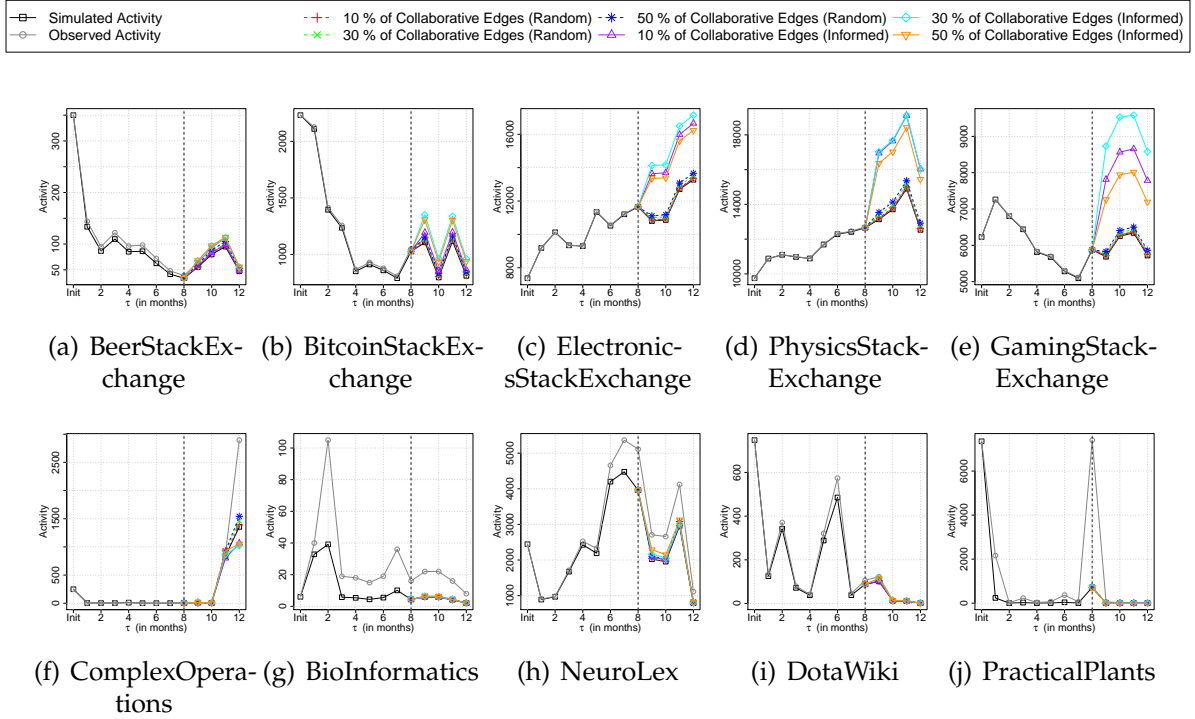 Simulated Activity
Observed Activity
10 % of Collaborative Edges (Random)
30 % of Collaborative Edges (Random)
50 % of Collaborative Edges (Random)
10 % of Collaborative Edges (Informed)
30 % of Collaborative Edges (Informed)
50 % of Collaborative Edges (Informed)
Activity
50 100 200 300
Init 2 4 6 8 10 12
τ (in months)
(a) BeerStackEx-
change
Activity
1000 1500 2000
Init 2 4 6 8 10 12
τ (in months)
(b) BitcoinStackEx-
change
Activity
8000 12000 16000
Init 2 4 6 8 10 12
τ (in months)
(c) Electronic-
sStackExchange
Activity
10000 14000 18000
Init 2 4 6 8 10 12
τ (in months)
(d) PhysicsStack-
Exchange
Activity
5000 6000 7000 8000 9000
Init 2 4 6 8 10 12
τ (in months)
(e) GamingStack-
Exchange
Activity
0 500 1500 2500
Init 2 4 6 8 10 12
τ (in months)
(f) ComplexOpera-
tions
Activity
0 20 40 60 80 100
Init 2 4 6 8 10 12
τ (in months)
(g) BioInformatics
Activity
1000 2000 3000 4000 5000
Init 2 4 6 8 10 12
τ (in months)
(h) NeuroLex
Activity
0 200 400 600
Init 2 4 6 8 10 12
τ (in months)
(i) DotaWiki
Activity
0 2000 4000 6000
Init 2 4 6 8 10 12
τ (in months)
(j) PracticalPlants